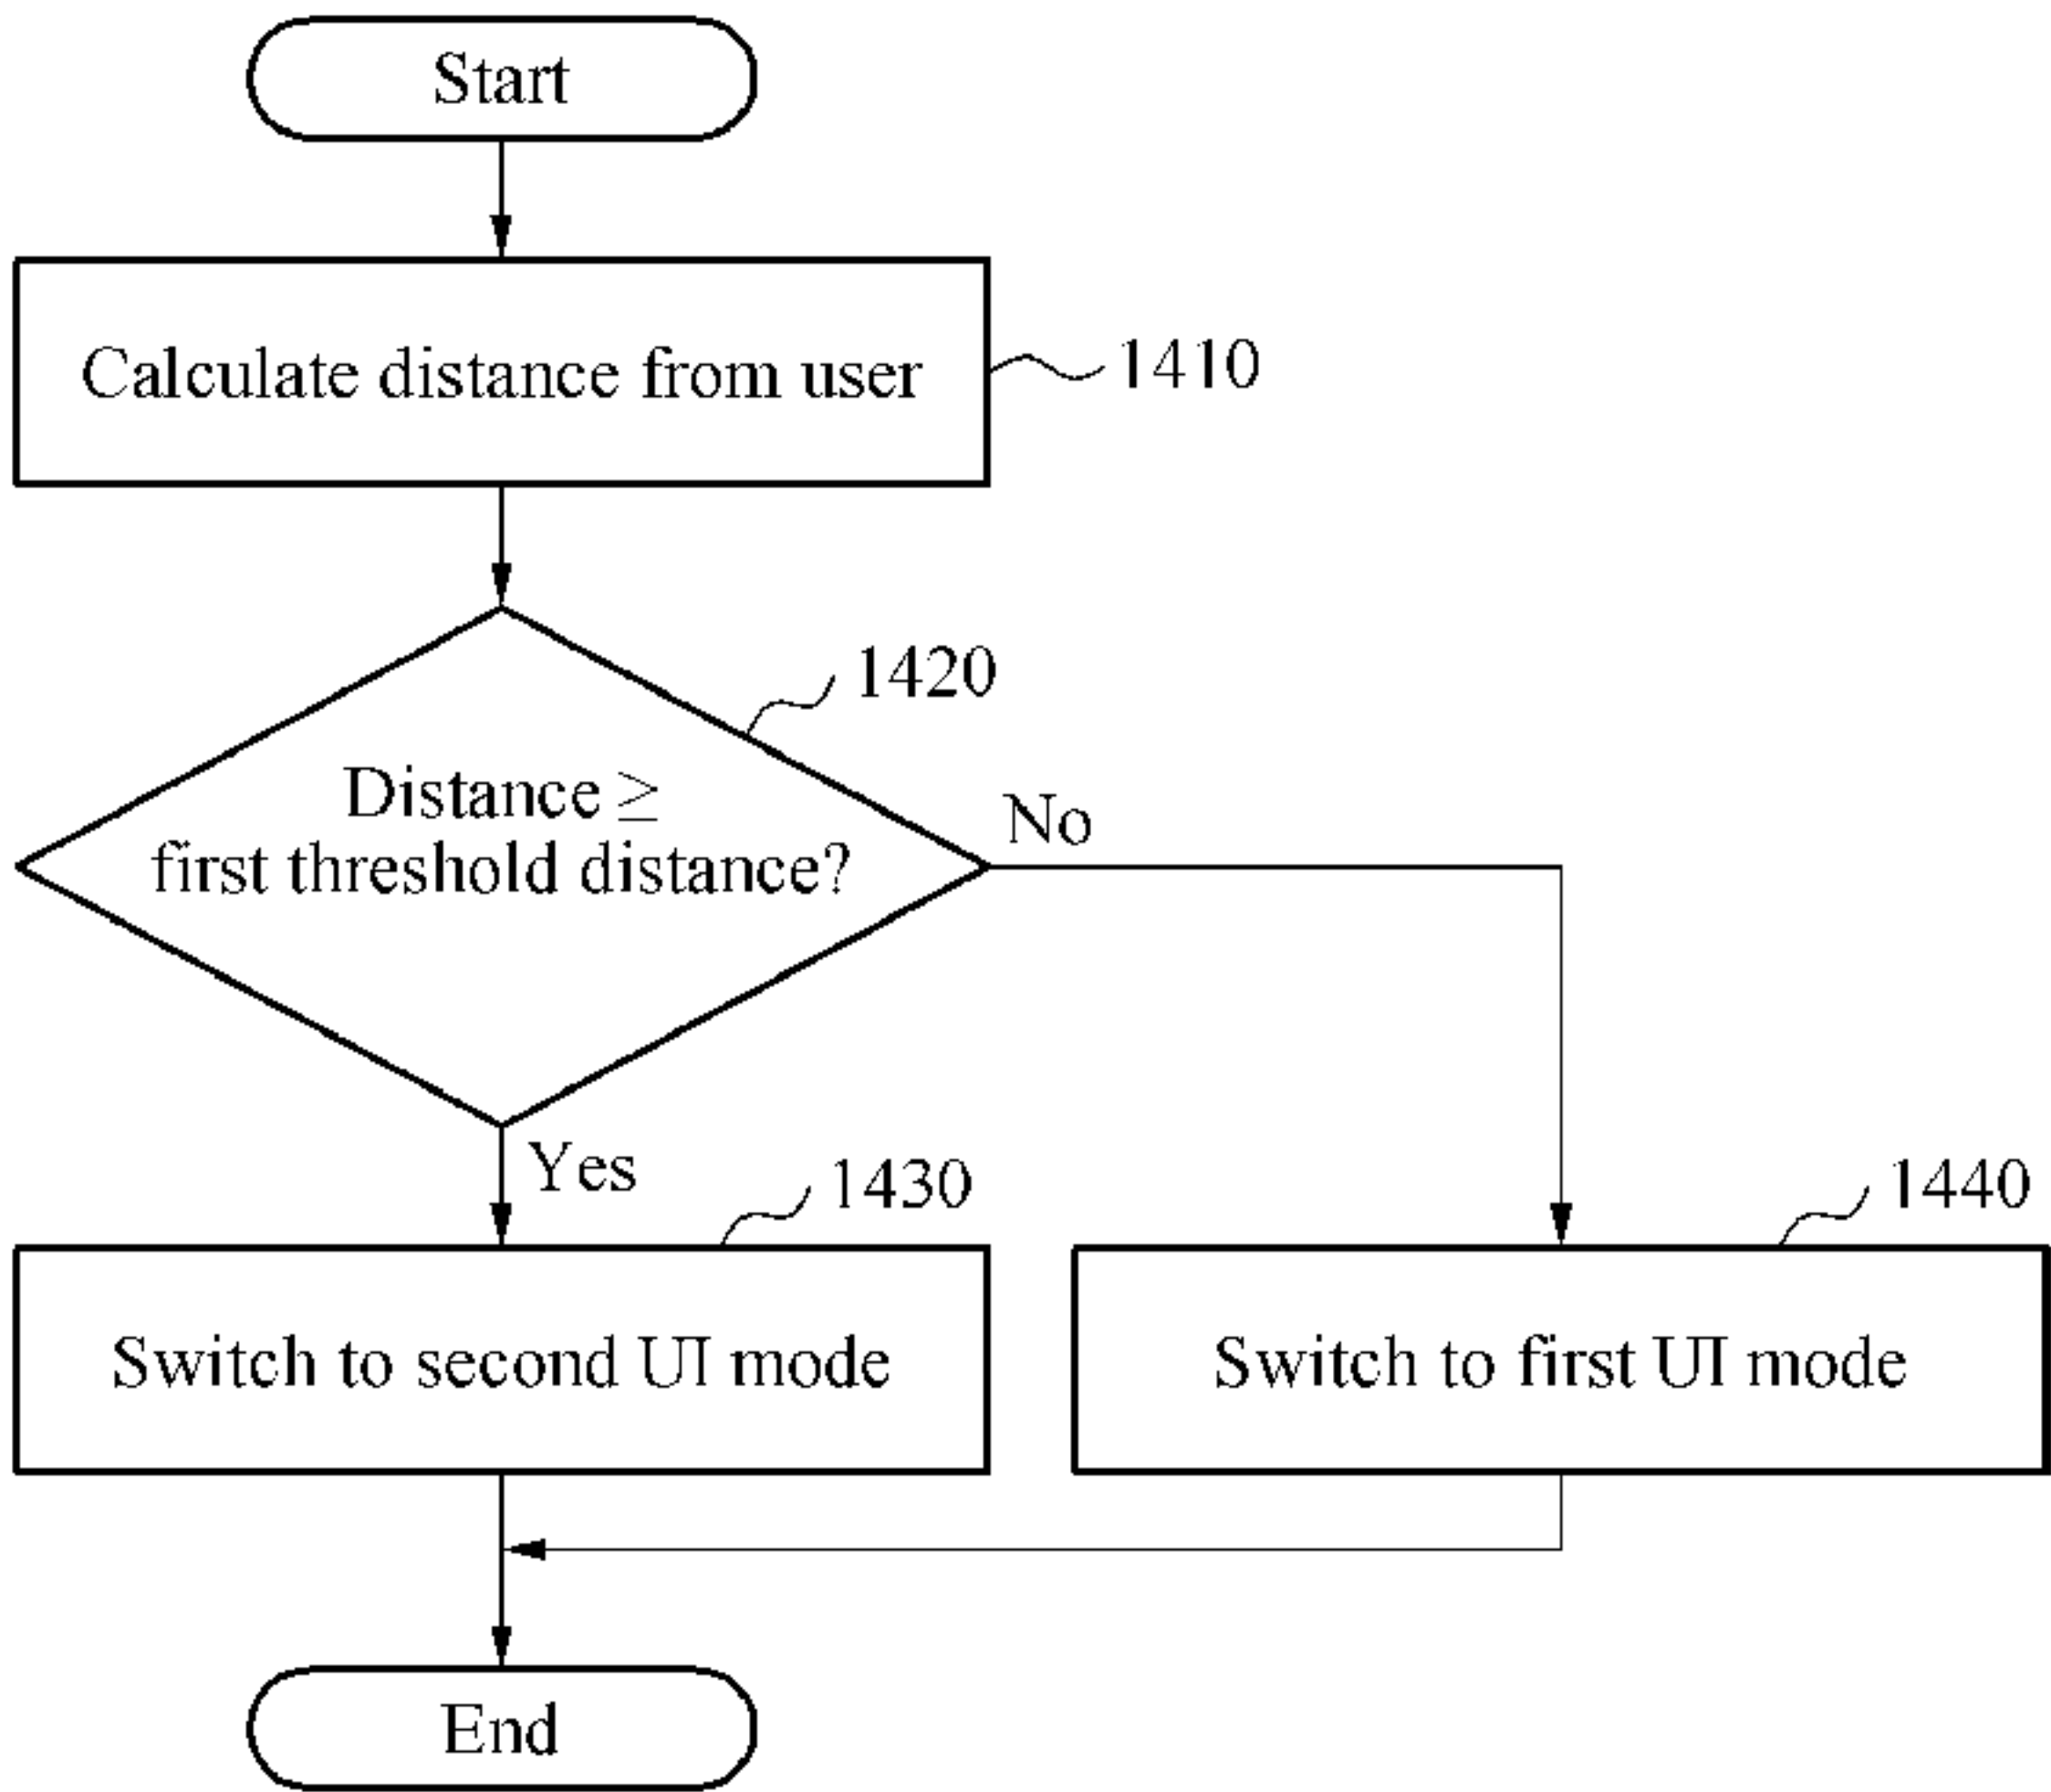 Start
Calculate distance from user
1410
1420
Distance ≥
first threshold distance?
No
Yes
1430
1440
Switch to second UI mode
Switch to first UI mode
End